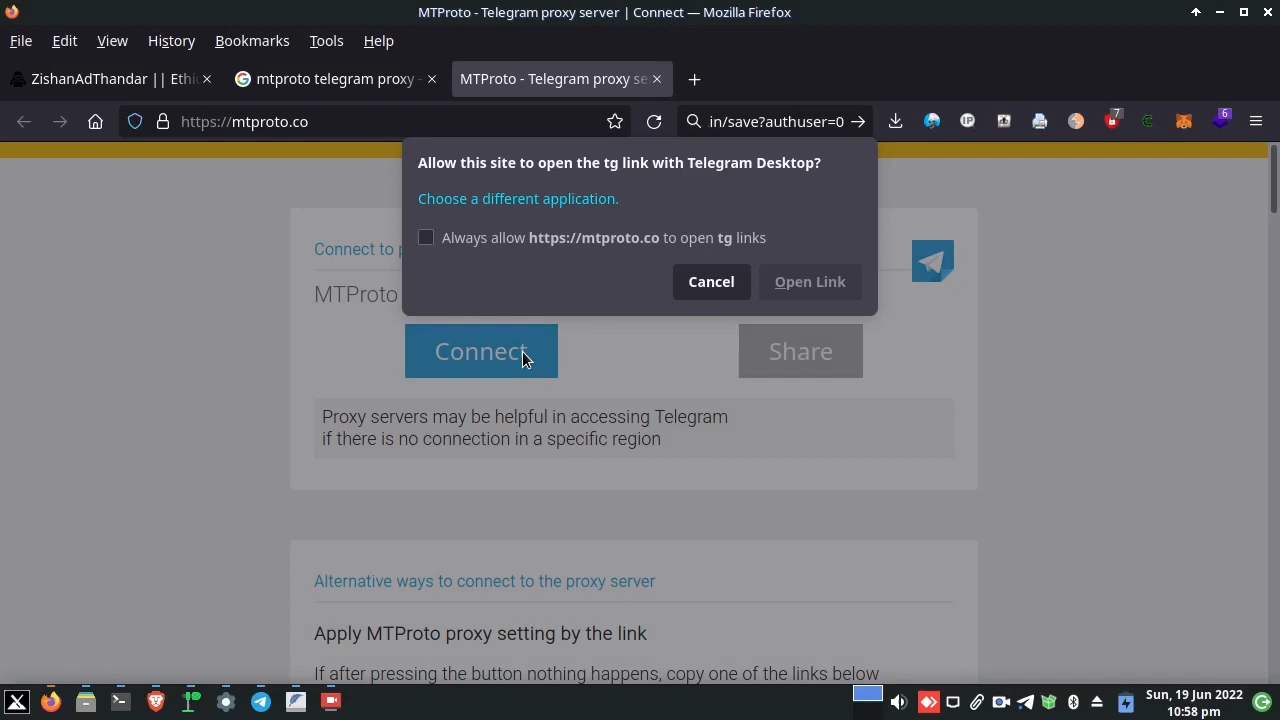 MTProto - Telegram proxy server | Connect — Mozilla Firefox
File Edit View History Bookmarks Tools Help
ZishanAdThandar || Ethi
mtproto telegram proxy -
MTProto - Telegram proxy se
https://mtproto.co
in/save?authuser=0
IP
7
6
Allow this site to open the tg link with Telegram Desktop?
Choose a different application.
Always allow https://mtproto.co to open tg links
Cancel
Open Link
Connect to p
MTProto
Connect
Share
Proxy servers may be helpful in accessing Telegram
if there is no connection in a specific region
Alternative ways to connect to the proxy server
Apply MTProto proxy setting by the link
If after pressing the button nothing happens, copy one of the links below
Sun, 19 Jun 2022
10:58 pm